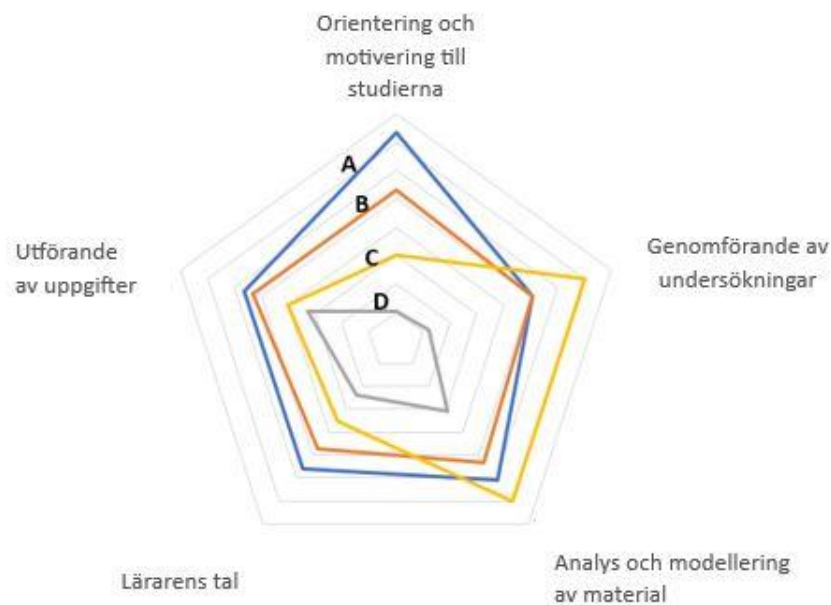 Orientering och
motivering till
studierna
A
B
Utförande
av uppgifter
Genomförande av
undersökningar
C
D
Lärarens tal
Analys och modellering
av material